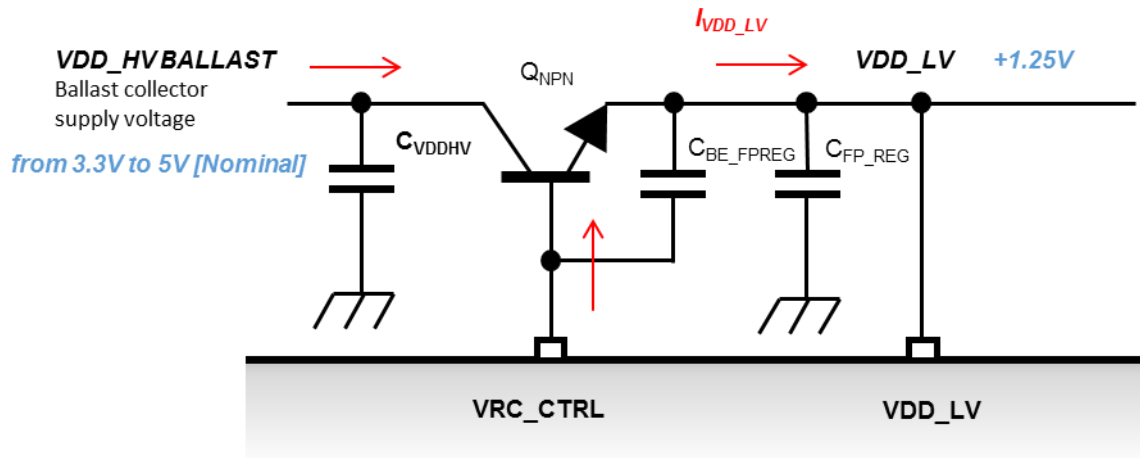 I_VDD_LV
VDD_HV BALLAST
Ballast collector
supply voltage
from 3.3V to 5V [Nominal]
Q_NPN
VDD_LV
+1.25V
C_VDDHV
C_BE_FPREG
C_FP_REG
VRC_CTRL
VDD_LV